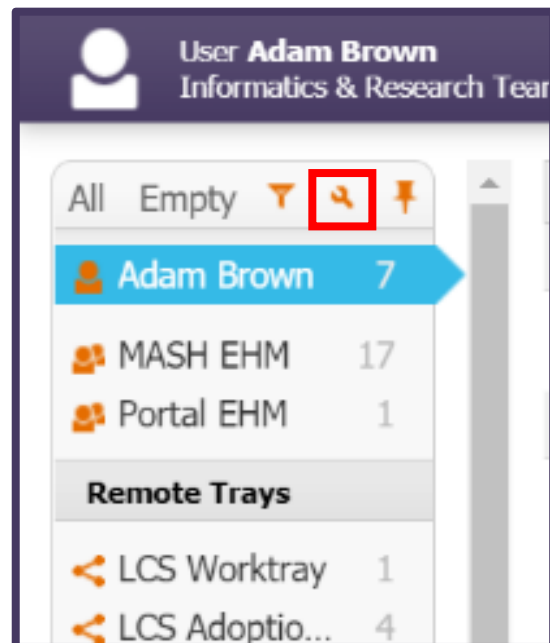 User Adam Brown
Informatics & Research Tear
All Empty
Adam Brown 7
MASH EHM 17
Portal EHM 1
Remote Trays
LCS Worktray 1
LCS Adoptio... 4